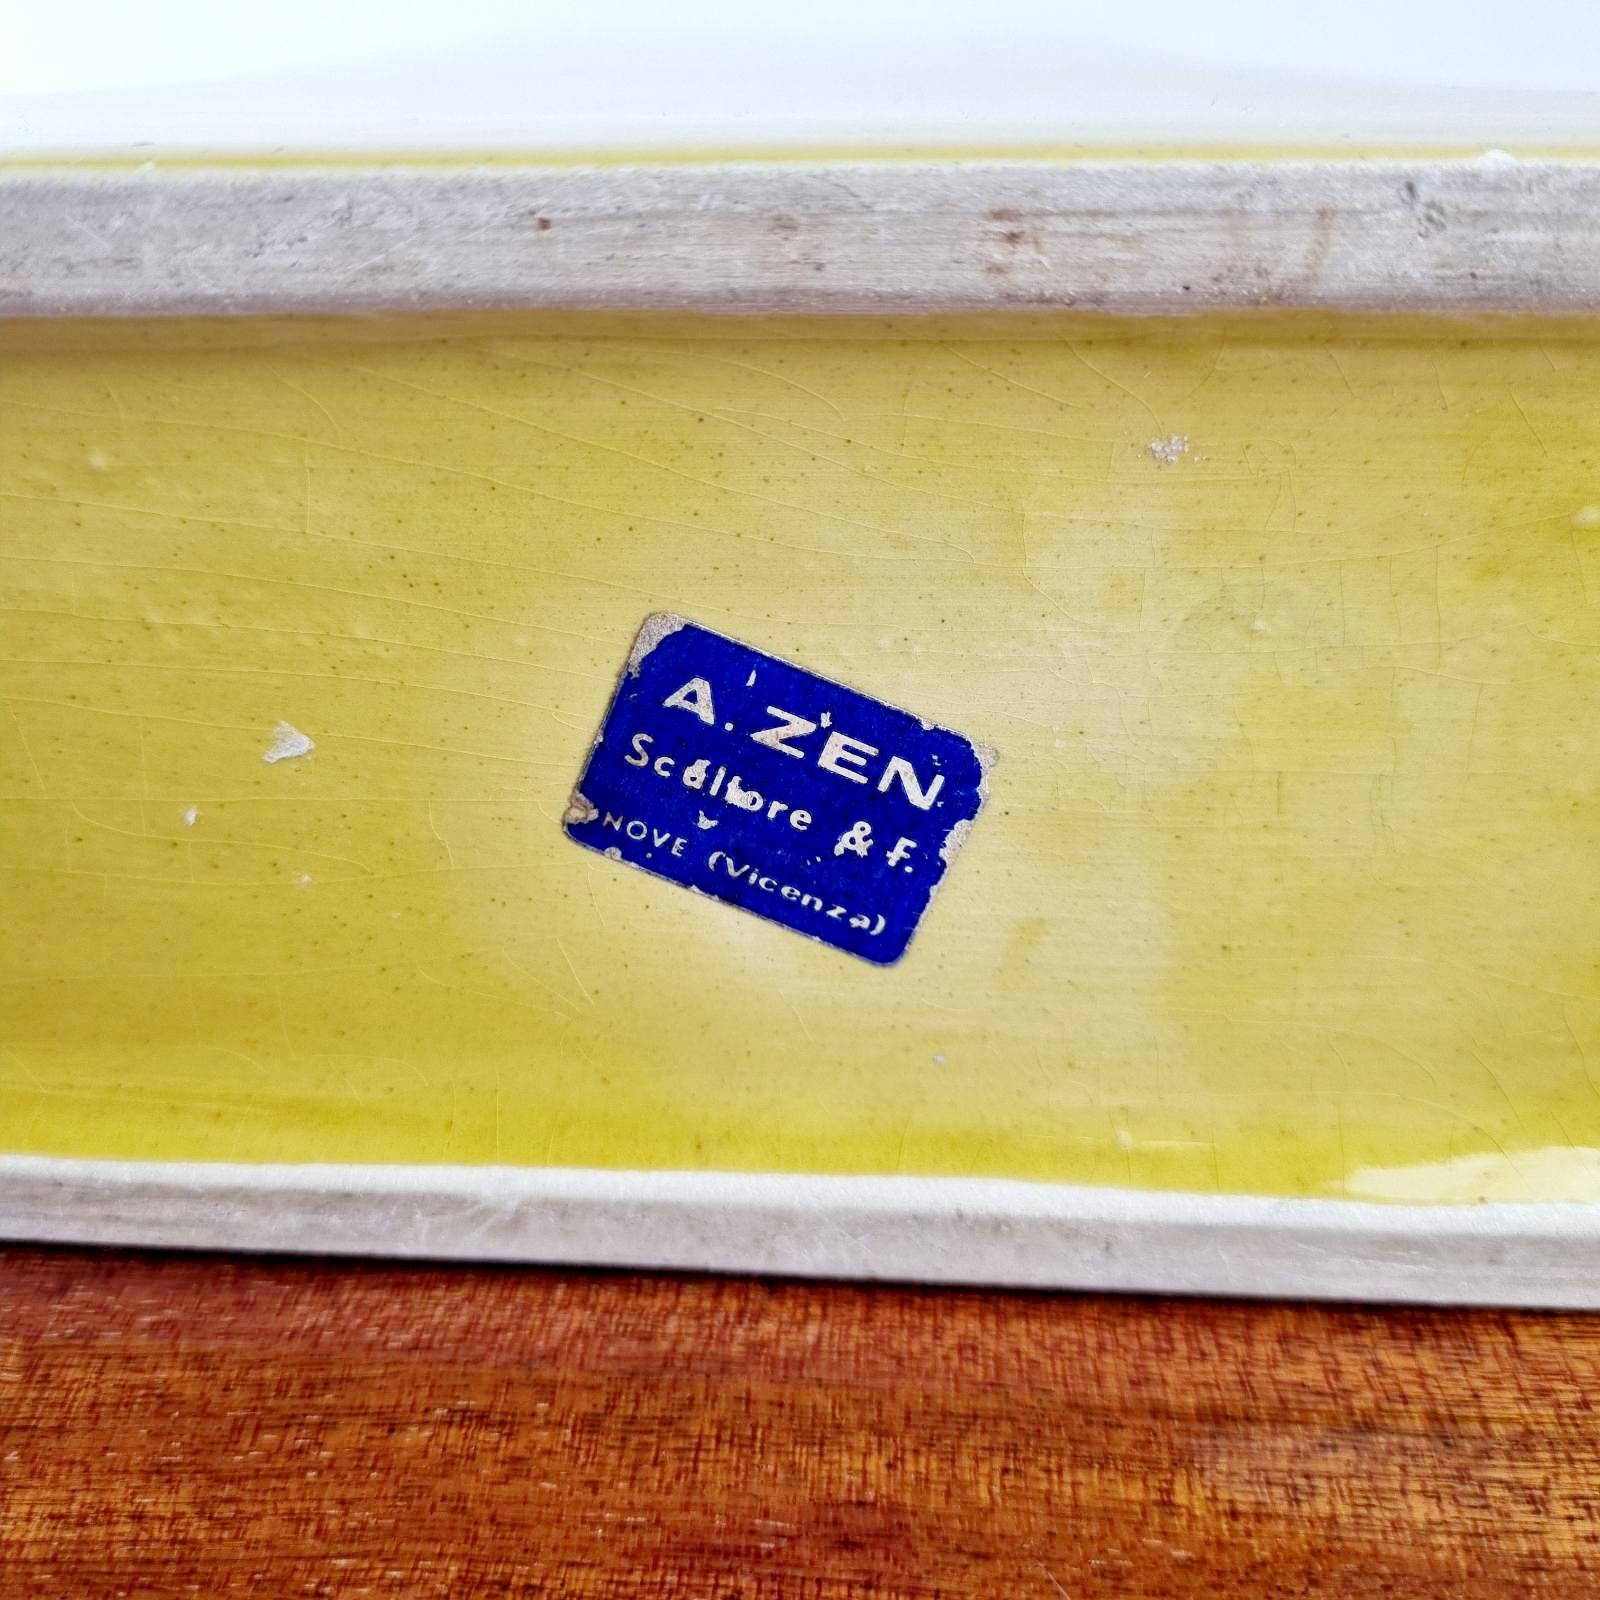 A. ZEN
Scultore & F.
NOVE (Vicenza)